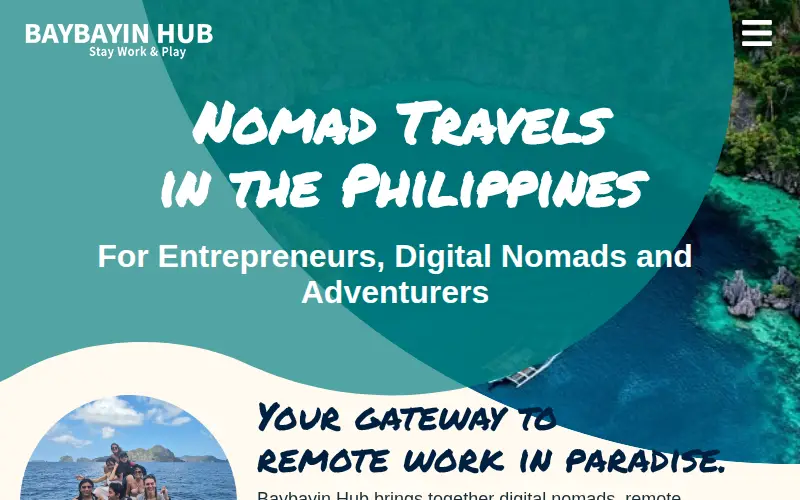 BAYBAYIN HUB
Stay Work & Play
Nomad Travels
in the Philippines
For Entrepreneurs, Digital Nomads and
Adventurers
Your gateway to
remote work in paradise.
Baybayin Hub brings together digital nomads, remote